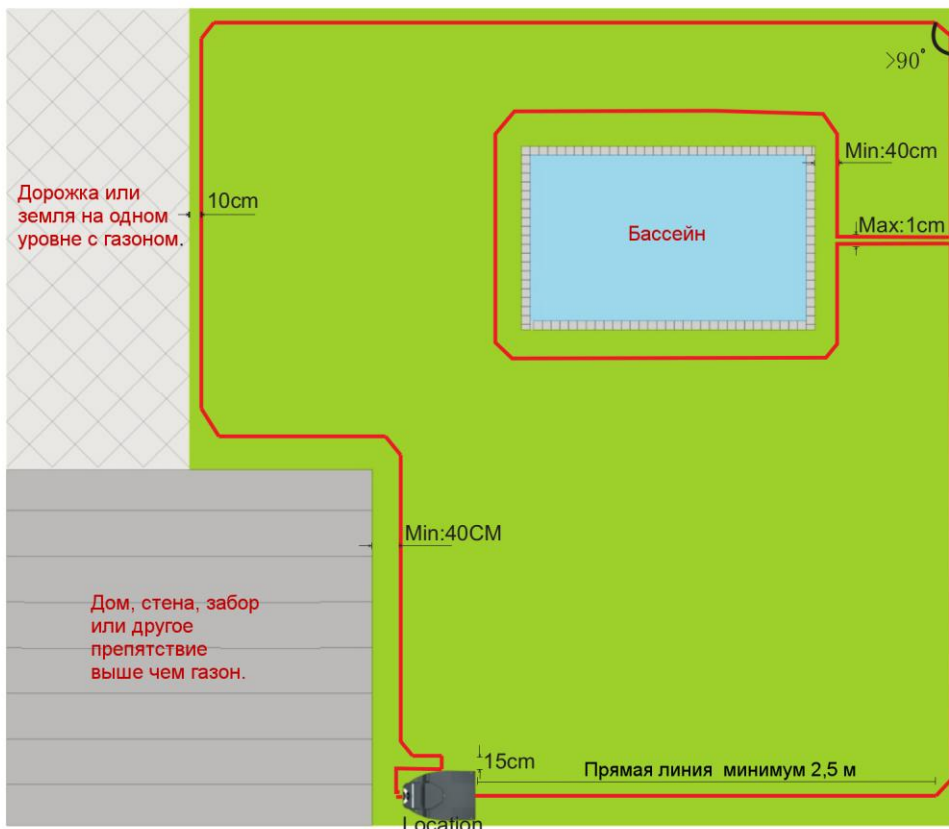 >90°
Min:40cm
Дорожка или
земля на одном
уровне с газоном.
10cm
Бассейн
Max:1cm
Min:40CM
Дом, стена, забор
или другое
препятствие
выше чем газон.
15cm
Прямая линия минимум 2,5 м
Location